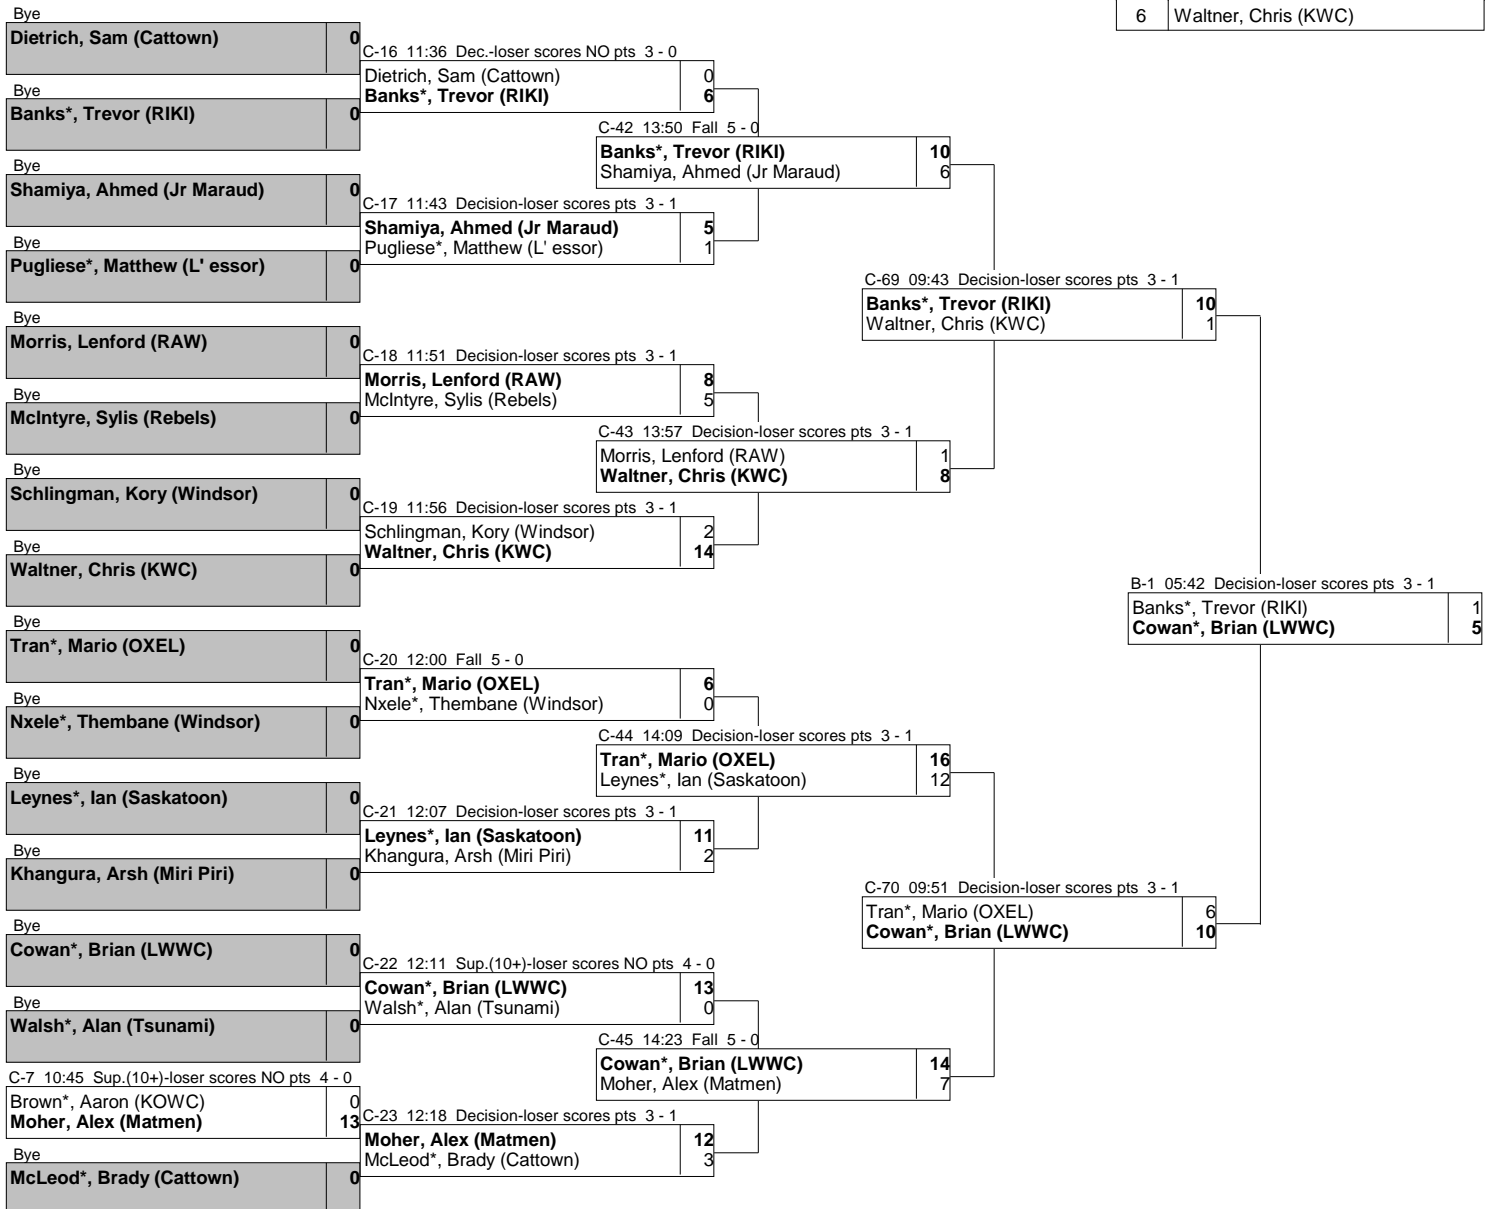 6 Waltner, Chris (KWC)
Bye
Dietrich, Sam (Cattown) 0
Bye
Banks*, Trevor (RIKI) 0
Bye
Shamiya, Ahmed (Jr Maraud) 0
Bye
Pugliese*, Matthew (L' essor) 0
Bye
Morris, Lenford (RAW) 0
Bye
McIntyre, Sylis (Rebels) 0
Bye
Schlingman, Kory (Windsor) 0
Bye
Waltner, Chris (KWC) 0
Bye
Tran*, Mario (OXEL) 0
Bye
Nxele*, Thembane (Windsor) 0
Bye
Leynes*, Ian (Saskatoon) 0
Bye
Khangura, Arsh (Miri Piri) 0
Bye
Cowan*, Brian (LWWC) 0
Bye
Walsh*, Alan (Tsunami) 0
C-7 10:45 Sup.(10+)-loser scores NO pts 4 - 0
Brown*, Aaron (KOWC) 0
Moher, Alex (Matmen) 13
Bye
McLeod*, Brady (Cattown) 0
C-16 11:36 Dec.-loser scores NO pts 3 - 0
Dietrich, Sam (Cattown) 0
Banks*, Trevor (RIKI) 6
C-17 11:43 Decision-loser scores pts 3 - 1
Shamiya, Ahmed (Jr Maraud) 5
Pugliese*, Matthew (L' essor) 1
C-18 11:51 Decision-loser scores pts 3 - 1
Morris, Lenford (RAW) 8
McIntyre, Sylis (Rebels) 5
C-19 11:56 Decision-loser scores pts 3 - 1
Schlingman, Kory (Windsor) 2
Waltner, Chris (KWC) 14
C-20 12:00 Fall 5 - 0
Tran*, Mario (OXEL) 6
Nxele*, Thembane (Windsor) 0
C-21 12:07 Decision-loser scores pts 3 - 1
Leynes*, Ian (Saskatoon) 11
Khangura, Arsh (Miri Piri) 2
C-22 12:11 Sup.(10+)-loser scores NO pts 4 - 0
Cowan*, Brian (LWWC) 13
Walsh*, Alan (Tsunami) 0
C-23 12:18 Decision-loser scores pts 3 - 1
Moher, Alex (Matmen) 12
McLeod*, Brady (Cattown) 3
C-42 13:50 Fall 5 - 0
Banks*, Trevor (RIKI) 10
Shamiya, Ahmed (Jr Maraud) 6
C-43 13:57 Decision-loser scores pts 3 - 1
Morris, Lenford (RAW) 1
Waltner, Chris (KWC) 8
C-44 14:09 Decision-loser scores pts 3 - 1
Tran*, Mario (OXEL) 16
Leynes*, Ian (Saskatoon) 12
C-45 14:23 Fall 5 - 0
Cowan*, Brian (LWWC) 14
Moher, Alex (Matmen) 7
C-69 09:43 Decision-loser scores pts 3 - 1
Banks*, Trevor (RIKI) 10
Waltner, Chris (KWC) 1
C-70 09:51 Decision-loser scores pts 3 - 1
Tran*, Mario (OXEL) 6
Cowan*, Brian (LWWC) 10
B-1 05:42 Decision-loser scores pts 3 - 1
Banks*, Trevor (RIKI) 1
Cowan*, Brian (LWWC) 5